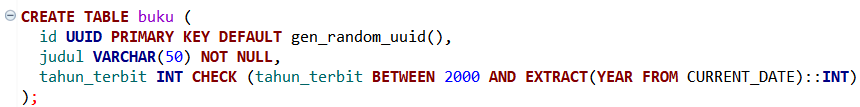 CREATE TABLE buku (
id UUID PRIMARY KEY DEFAULT gen_random_uuid(),
judul VARCHAR(50) NOT NULL,
tahun_terbit INT CHECK (tahun_terbit BETWEEN 2000 AND EXTRACT(YEAR FROM CURRENT_DATE)::INT)
);